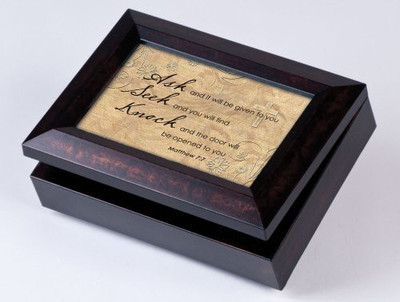 Ask and it will be given to you
Seek and you will find
Knock and the door will
be opened to you
Matthew 7:7